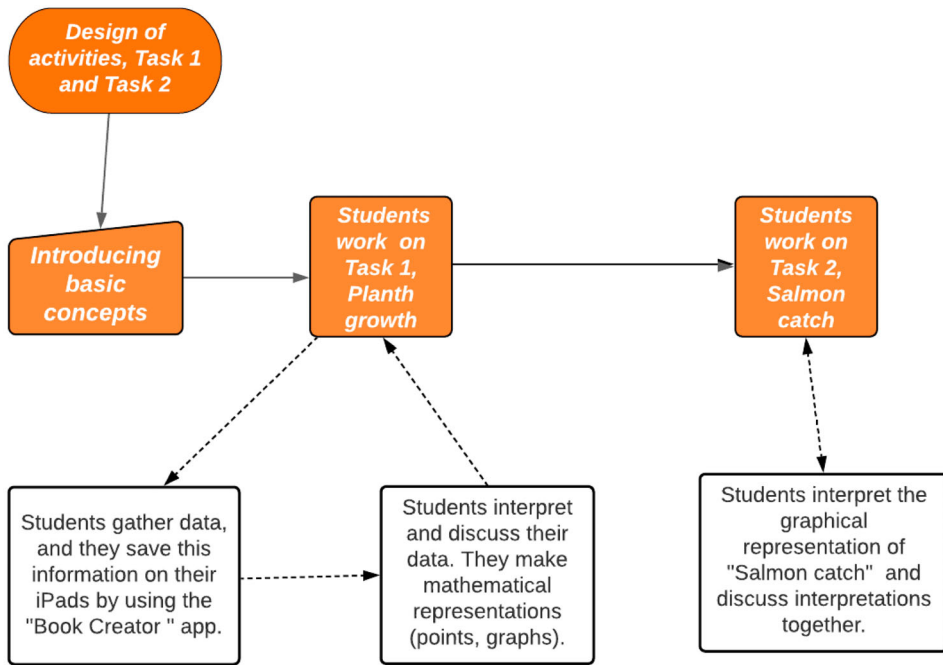 Design of
activities, Task 1
and Task 2
Introducing
basic
concepts
Students
work on
Task 1,
Planth
growth
Students
work on
Task 2,
Salmon
catch
Students gather data,
and they save this
information on their
iPads by using the
"Book Creator " app.
Students interpret
and discuss their
data. They make
mathematical
representations
(points, graphs).
Students interpret the
graphical
representation of
"Salmon catch" and
discuss interpretations
together.